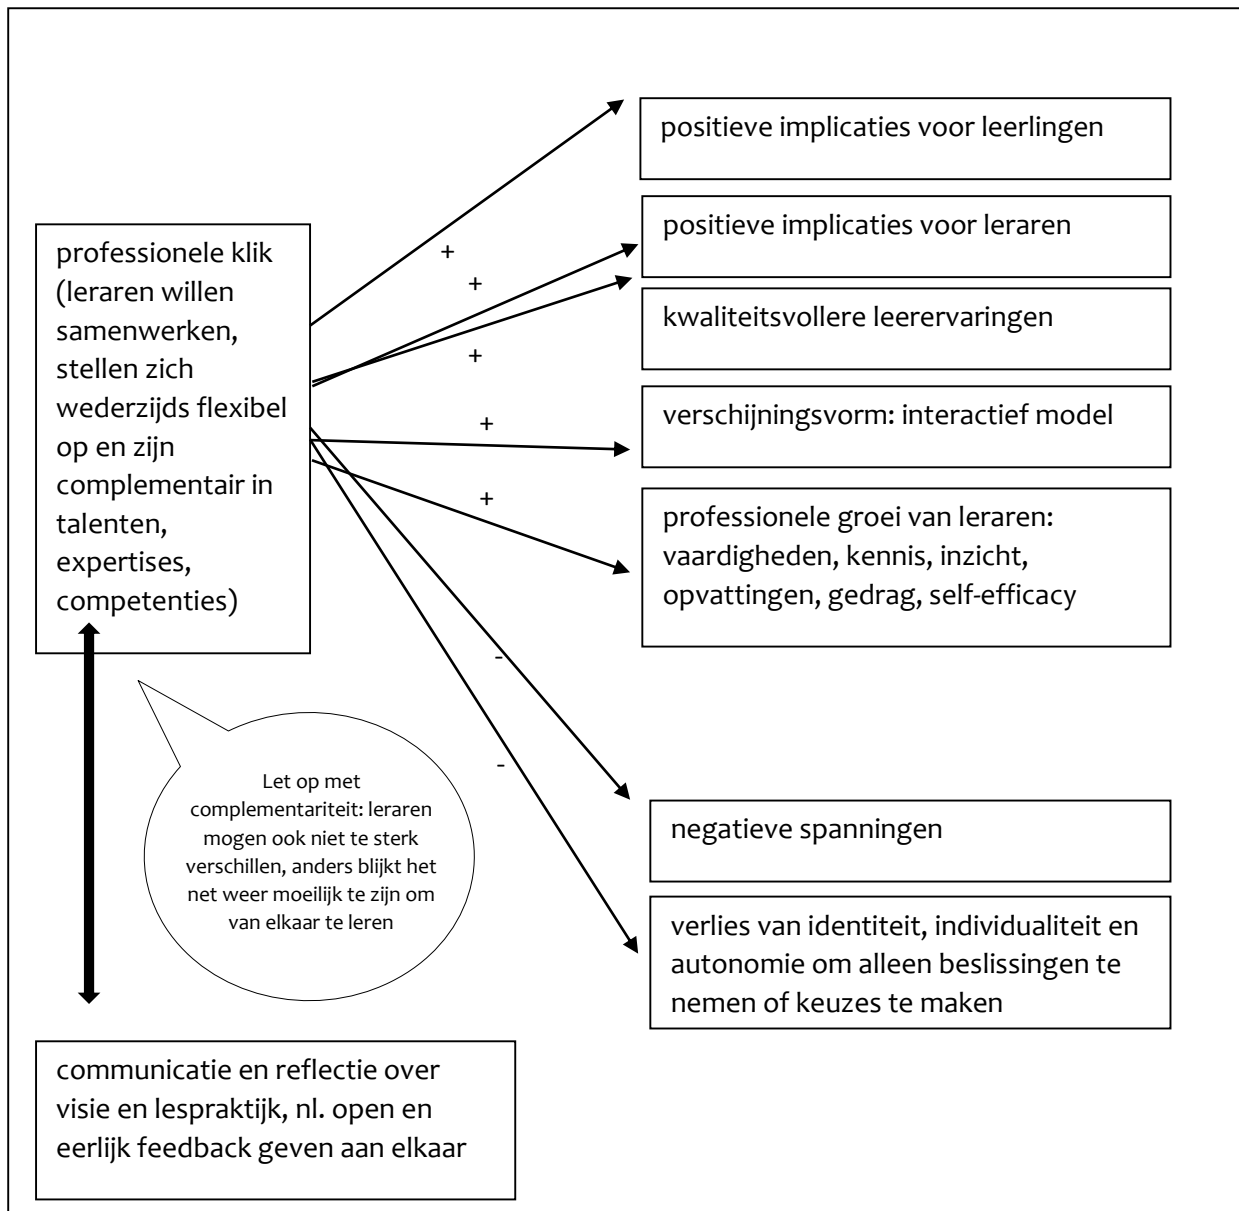 positieve implicaties voor leerlingen
professionele klik
(leraren willen
samenwerken,
stellen zich
wederzijds flexibel
op en zijn
complementair in
talenten,
expertises,
competenties)
+
+
+
+
+
-
-
positieve implicaties voor leraren
kwaliteitsvollere leerervaringen
verschijningsvorm: interactief model
professionele groei van leraren:
vaardigheden, kennis, inzicht,
opvattingen, gedrag, self-efficacy
Let op met
complementariteit: leraren
mogen ook niet te sterk
verschillen, anders blijkt het
net weer moeilijk te zijn om
van elkaar te leren
negatieve spanningen
verlies van identiteit, individualiteit en
autonomie om alleen beslissingen te
nemen of keuzes te maken
communicatie en reflectie over
visie en lespraktijk, nl. open en
eerlijk feedback geven aan elkaar